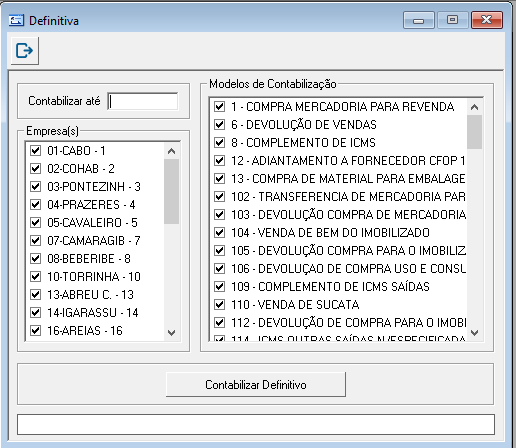 Definitiva
Contabilizar até
Empresa(s)
01-CABO - 1
02-COHAB - 2
03-PONTEZINH - 3
04-PRAZERES - 4
05-CAVALEIRO - 5
07-CAMARAGIB - 7
08-BEBERIBE - 8
10-TORRINHA - 10
13-ABREU C. - 13
14-IGARASSU - 14
16-AREIAS - 16
Modelos de Contabilização
1 - COMPRA MERCADORIA PARA REVENDA
6 - DEVOLUÇÃO DE VENDAS
8 - COMPLEMENTO DE ICMS
12 - ADIANTAMENTO A FORNECEDOR CFOP 1
13 - COMPRA DE MATERIAL PARA EMBALAGE
102 - TRANSFERENCIA DE MERCADORIA PAR
103 - DEVOLUÇÃO COMPRA DE MERCADORIA
104 - VENDA DE BEM DO IMOBILIZADO
105 - DEVOLUÇÃO COMPRA PARA O IMOBILIZ
106 - DEVOLUÇAO DE COMPRA USO E CONSU
109 - COMPLEMENTO DE ICMS SAÍDAS
110 - VENDA DE SUCATA
112 - DEVOLUÇÃO DE COMPRA PARA O IMOBI
114 - ICMS OUTRAS SAÍDAS N/ESPECIFICADA
Contabilizar Definitivo